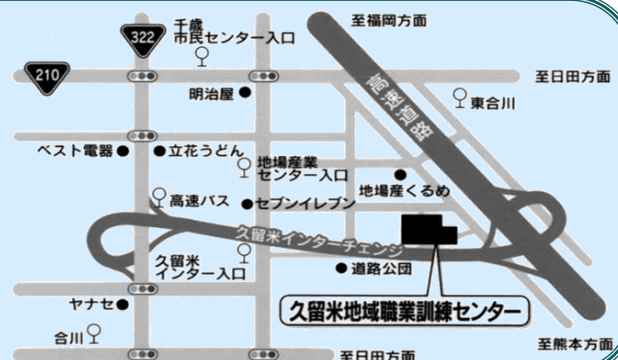 至福岡方面
千歳
市民センター入口
322
210
至日田方面
高速道路
明治屋
東合川
ベスト電器
立花うどん
地場産業
センター入口
地場産くるめ
高速バス
セブンイレブン
久留米インターチェンジ
久留米
インター入口
道路公団
ヤナセ
久留米地域職業訓練センター
合川
至日田方面
至熊本方面